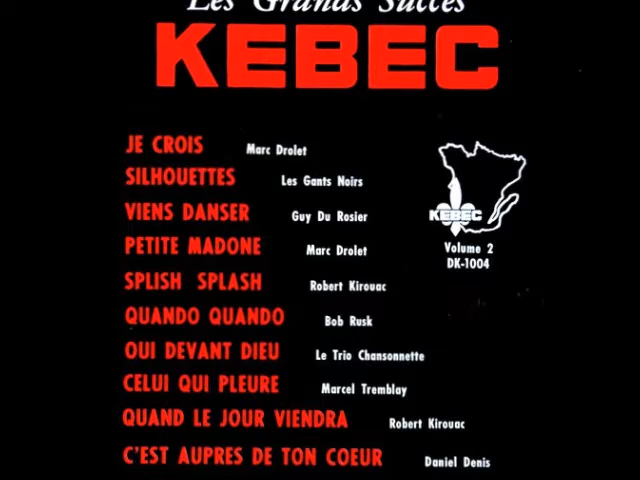 Les Grands Succès
KEBEC
JE CROIS Marc Drolet
SILHOUETTES Les Gants Noirs
VIENS DANSER Guy Du Rosier
PETITE MADONE Marc Drolet
SPLISH SPLASH Robert Kirouac
QUANDO QUANDO Bob Rusk
OUI DEVANT DIEU Le Trio Chansonnette
CELUI QUI PLEURE Marcel Tremblay
QUAND LE JOUR VIENDRA Robert Kirouac
C'EST AUPRES DE TON COEUR Daniel Denis
KEBEC
Volume 2
DK-1004